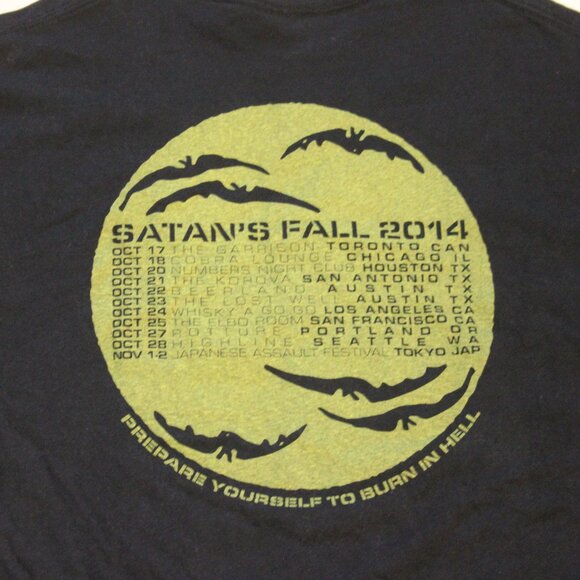 SATAN'S FALL 2014
OCT 17 THE GARRISON TORONTO CAN
OCT 18 COBRA LOUNGE CHICAGO IL
OCT 20 NUMBERS NIGHT CLUB HOUSTON TX
OCT 21 THE KOROVA SAN ANTONIO TX
OCT 22 BEERLAND AUSTIN TX
OCT 23 THE LOST WELL AUSTIN TX
OCT 24 WHISKY A GO GO LOS ANGELES CA
OCT 25 THE ELBO ROOM SAN FRANCISCO CA
OCT 27 ROTTURE PORTLAND OR
OCT 28 HIGHLINE SEATTLE WA
NOV 1-2 JAPANESE ASSAULT FESTIVAL TOKYO JAP
PREPARE YOURSELF TO BURN IN HELL